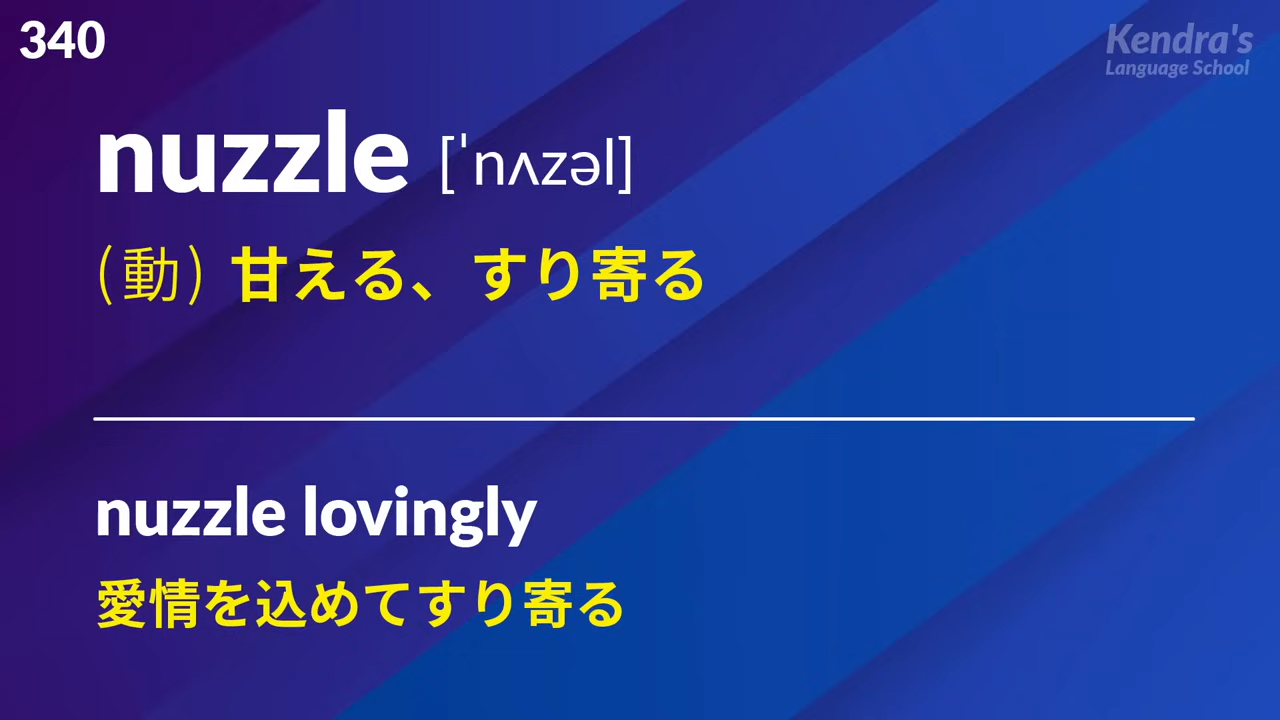 340
Kendra's
Language School
nuzzle [ˈnʌzəl]
(動) 甘える、すり寄る
nuzzle lovingly
愛情を込めてすり寄る